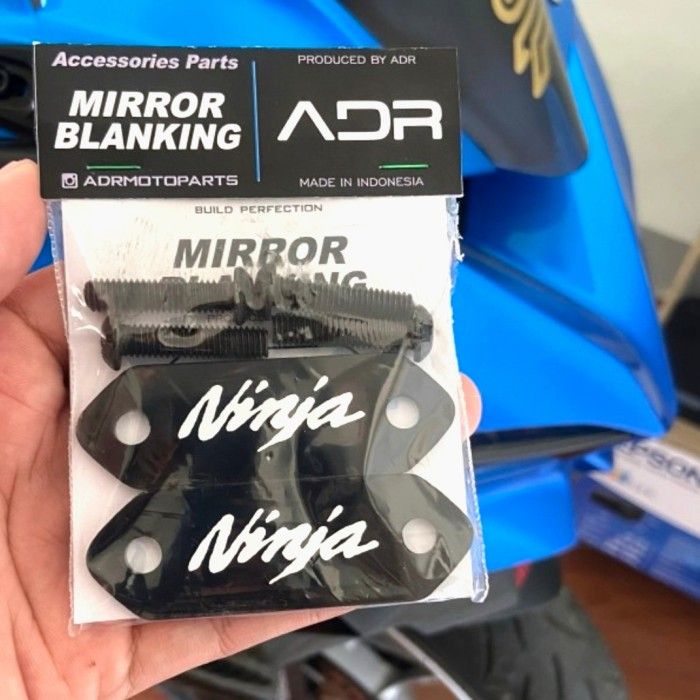 Accessories Parts
MIRROR
BLANKING
ADRMOTOPARTS
PRODUCED BY ADR
ADR
MADE IN INDONESIA
BUILD PERFECTION
MIRROR
BLANKING
Ninja
Ninja